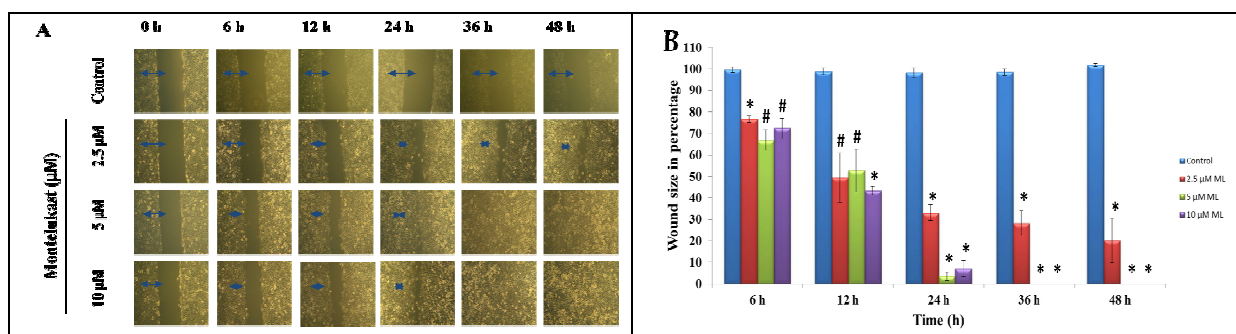 A
0 h 6 h 12 h 24 h 36 h 48 h
Control
Montelukast (µM)
2.5 µM
5 µM
10 µM
B
Wound size in percentage
110
100
90
80
70
60
50
40
30
20
10
0
* # #
# # *
* * *
* * *
* * *
6 h 12 h 24 h 36 h 48 h
Time (h)
Control
2.5 µM ML
5 µM ML
10 µM ML